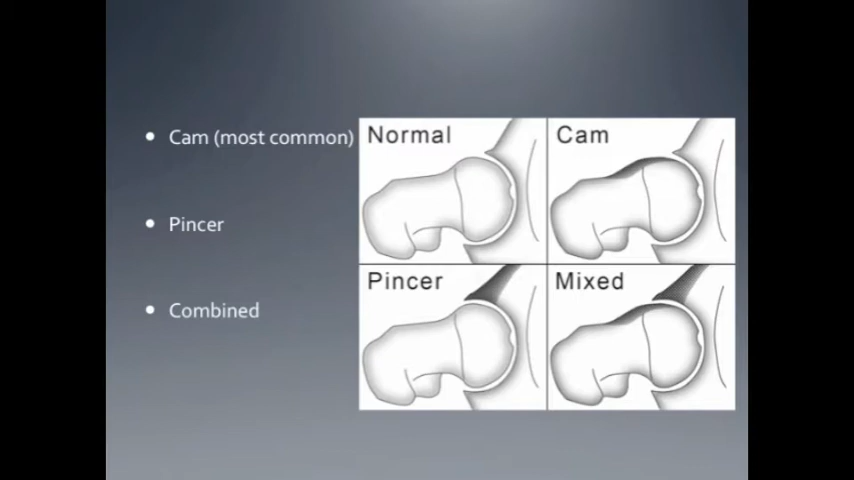 • Cam (most common)
• Pincer
• Combined
Normal
Cam
Pincer
Mixed